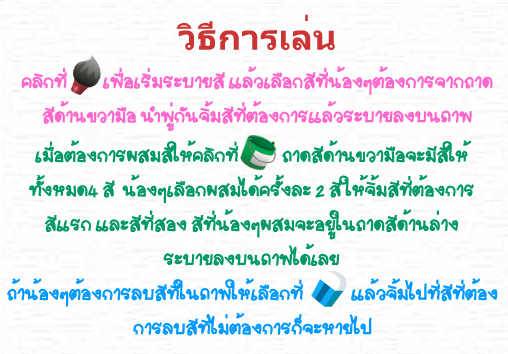 วิธีการเล่น
คลิกที่ เพื่อเริ่มระบายสี แล้วเลือกสีที่น้องๆต้องการจากถาด
สีด้านขวามือ นำพู่กันจิ้มสีที่ต้องการแล้วระบายลงบนภาพ
เมื่อต้องการผสมสีให้คลิกที่ ถาดสีด้านขวามือจะมีสีให้
ทั้งหมด4 สี น้องๆเลือกผสมได้ครั้งละ 2 สี ให้จิ้มสีที่ต้องการ
สีแรก และสีที่สอง สีที่น้องๆผสมจะอยู่ในถาดสีด้านล่าง
ระบายลงบนภาพได้เลย
ถ้าน้องๆต้องการลบสีที่ในภาพให้เลือกที่ แล้วจิ้มไปที่สีที่ต้อง
การลบสีที่ไม่ต้องการก็จะหายไป